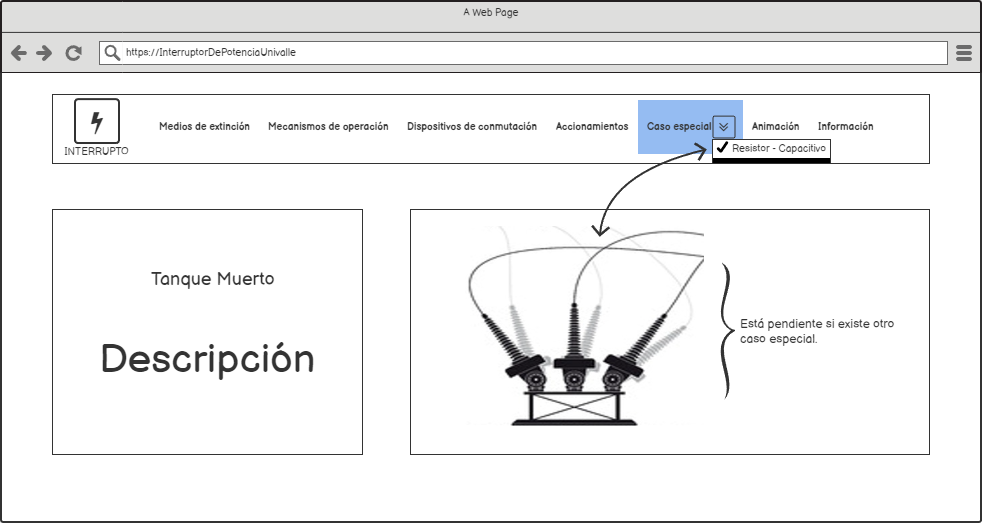 A Web Page
https://InterruptorDePotenciaUnivalle
INTERRUPTO
Medios de extinción
Mecanismos de operación
Dispositivos de conmutación
Accionamientos
Caso especial
Animación
Información
Resistor - Capacitivo
Tanque Muerto
Descripción
Está pendiente si existe otro
caso especial.